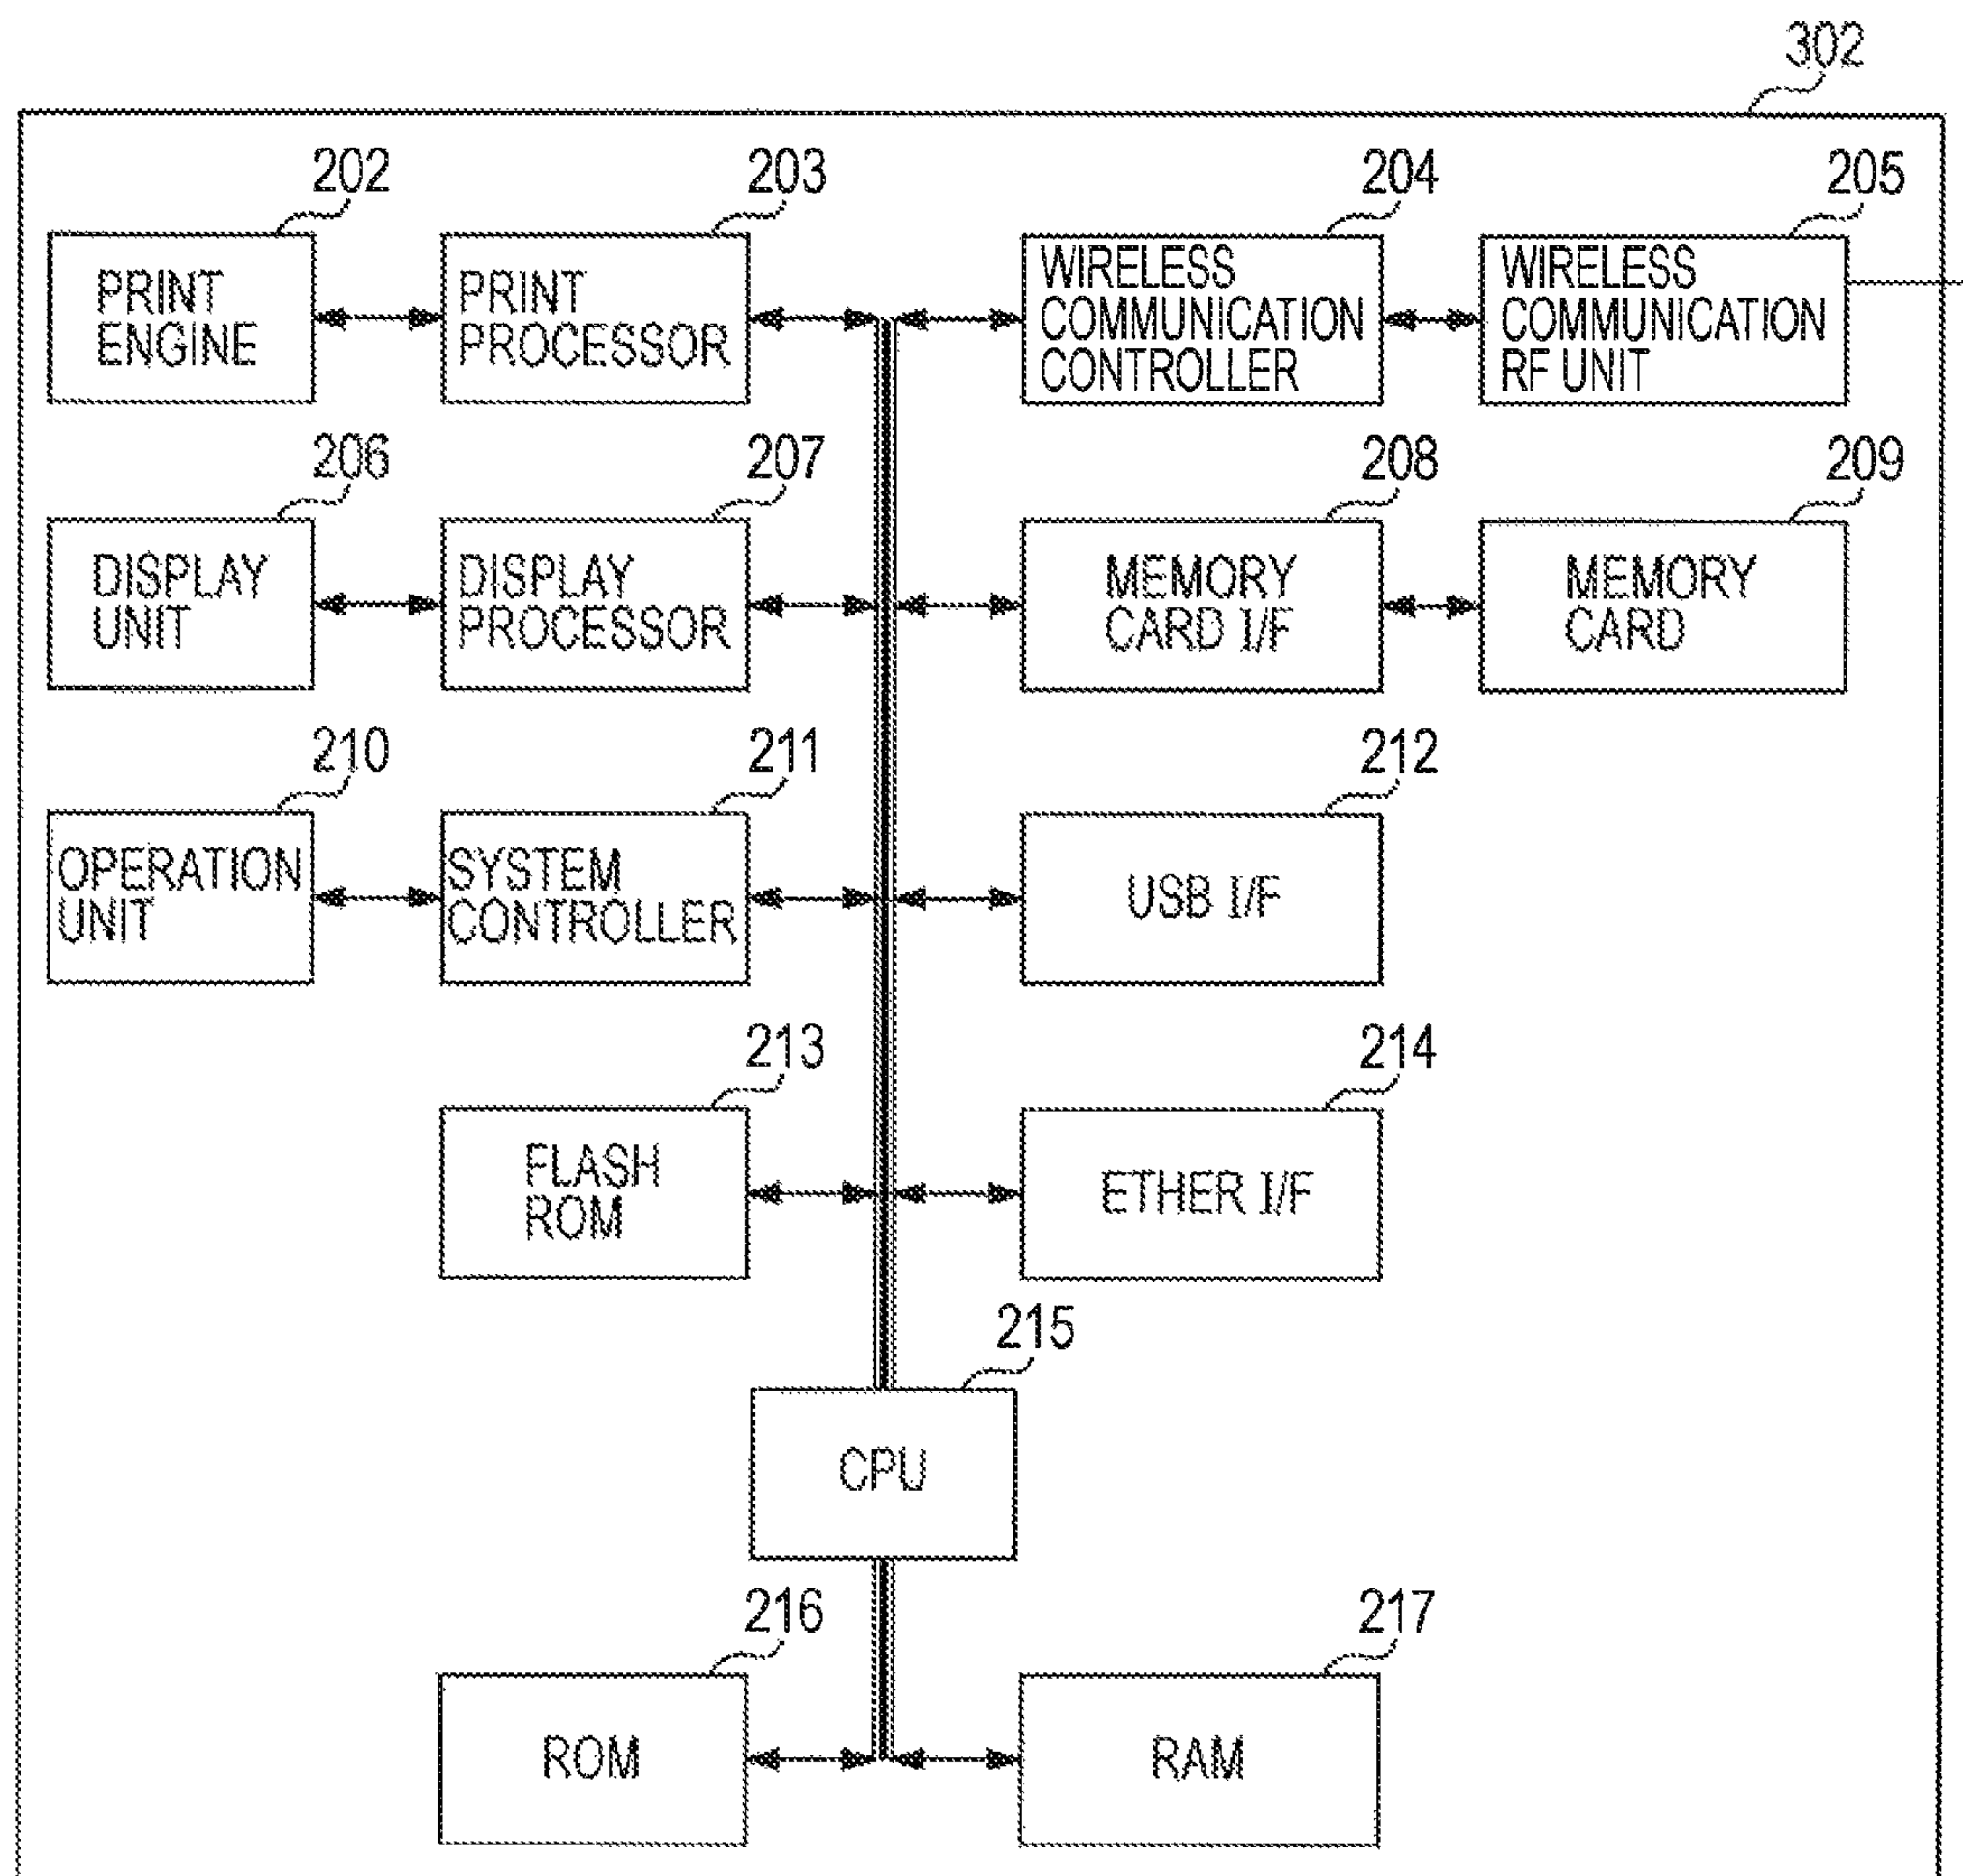 302
202
203
204
205
PRINT
ENGINE
PRINT
PROCESSOR
WIRELESS
COMMUNICATION
CONTROLLER
WIRELESS
COMMUNICATION
RF UNIT
206
207
208
209
DISPLAY
UNIT
DISPLAY
PROCESSOR
MEMORY
CARD I/F
MEMORY
CARD
210
211
212
OPERATION
UNIT
SYSTEM
CONTROLLER
USB I/F
213
214
FLASH
ROM
ETHER I/F
215
CPU
216
217
ROM
RAM